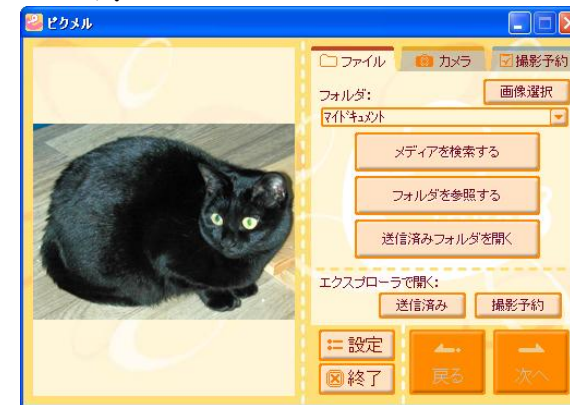 ピクメル
ファイル
カメラ
撮影予約
フォルダ:
画像選択
マイドキュメント
メディアを検索する
フォルダを参照する
送信済みフォルダを開く
エクスプローラで開く:
送信済み
撮影予約
設定
終了
戻る
次へ